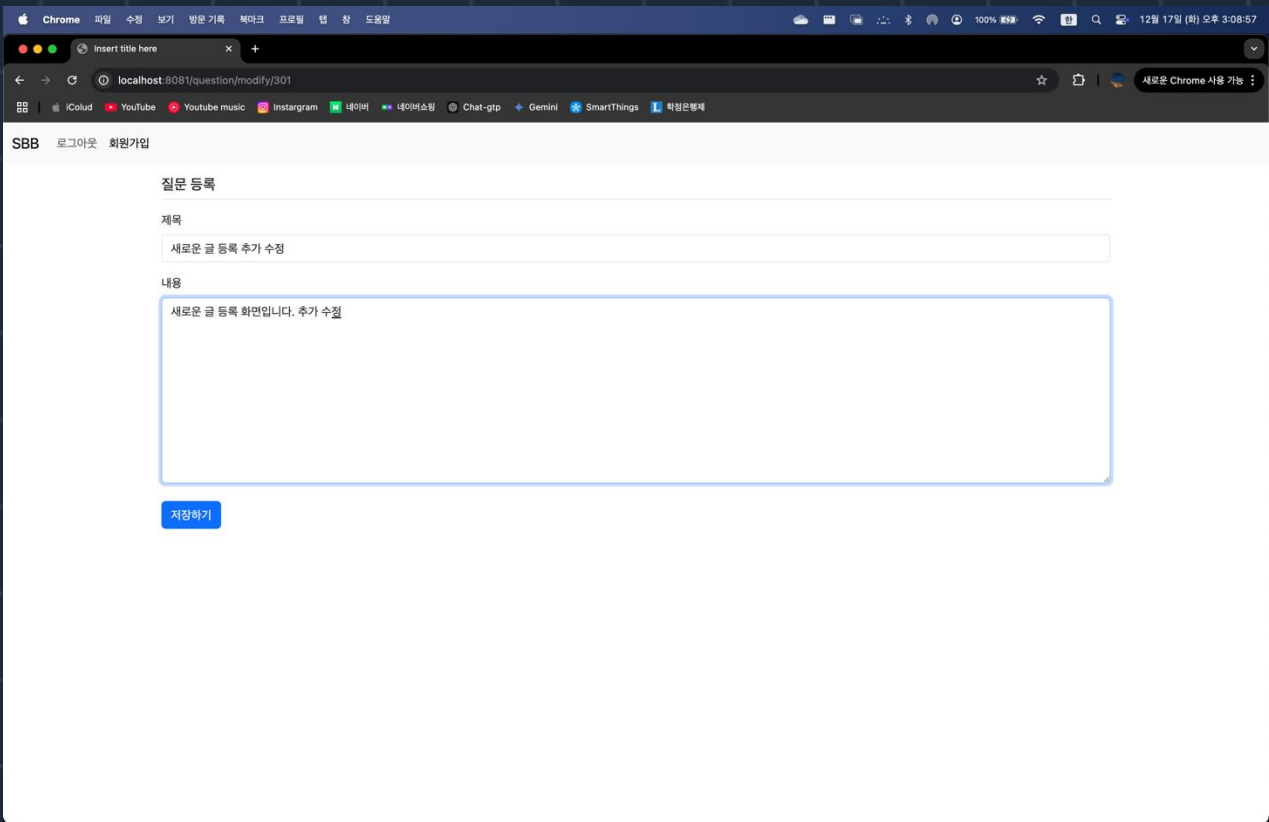 Chrome 파일 수정 보기 방문 기록 북마크 프로필 탭 창 도움말 100% 한 12월 17일 (화) 오후 3:08:57
Insert title here
localhost:8081/question/modify/301 새로운 Chrome 사용 가능
iColud YouTube Youtube music Instargram N 네이버 네이버쇼핑 Chat-gtp Gemini SmartThings L 학점은행제
SBB 로그아웃 회원가입
질문 등록
제목
새로운 글 등록 추가 수정
내용
새로운 글 등록 화면입니다. 추가 수정
저장하기